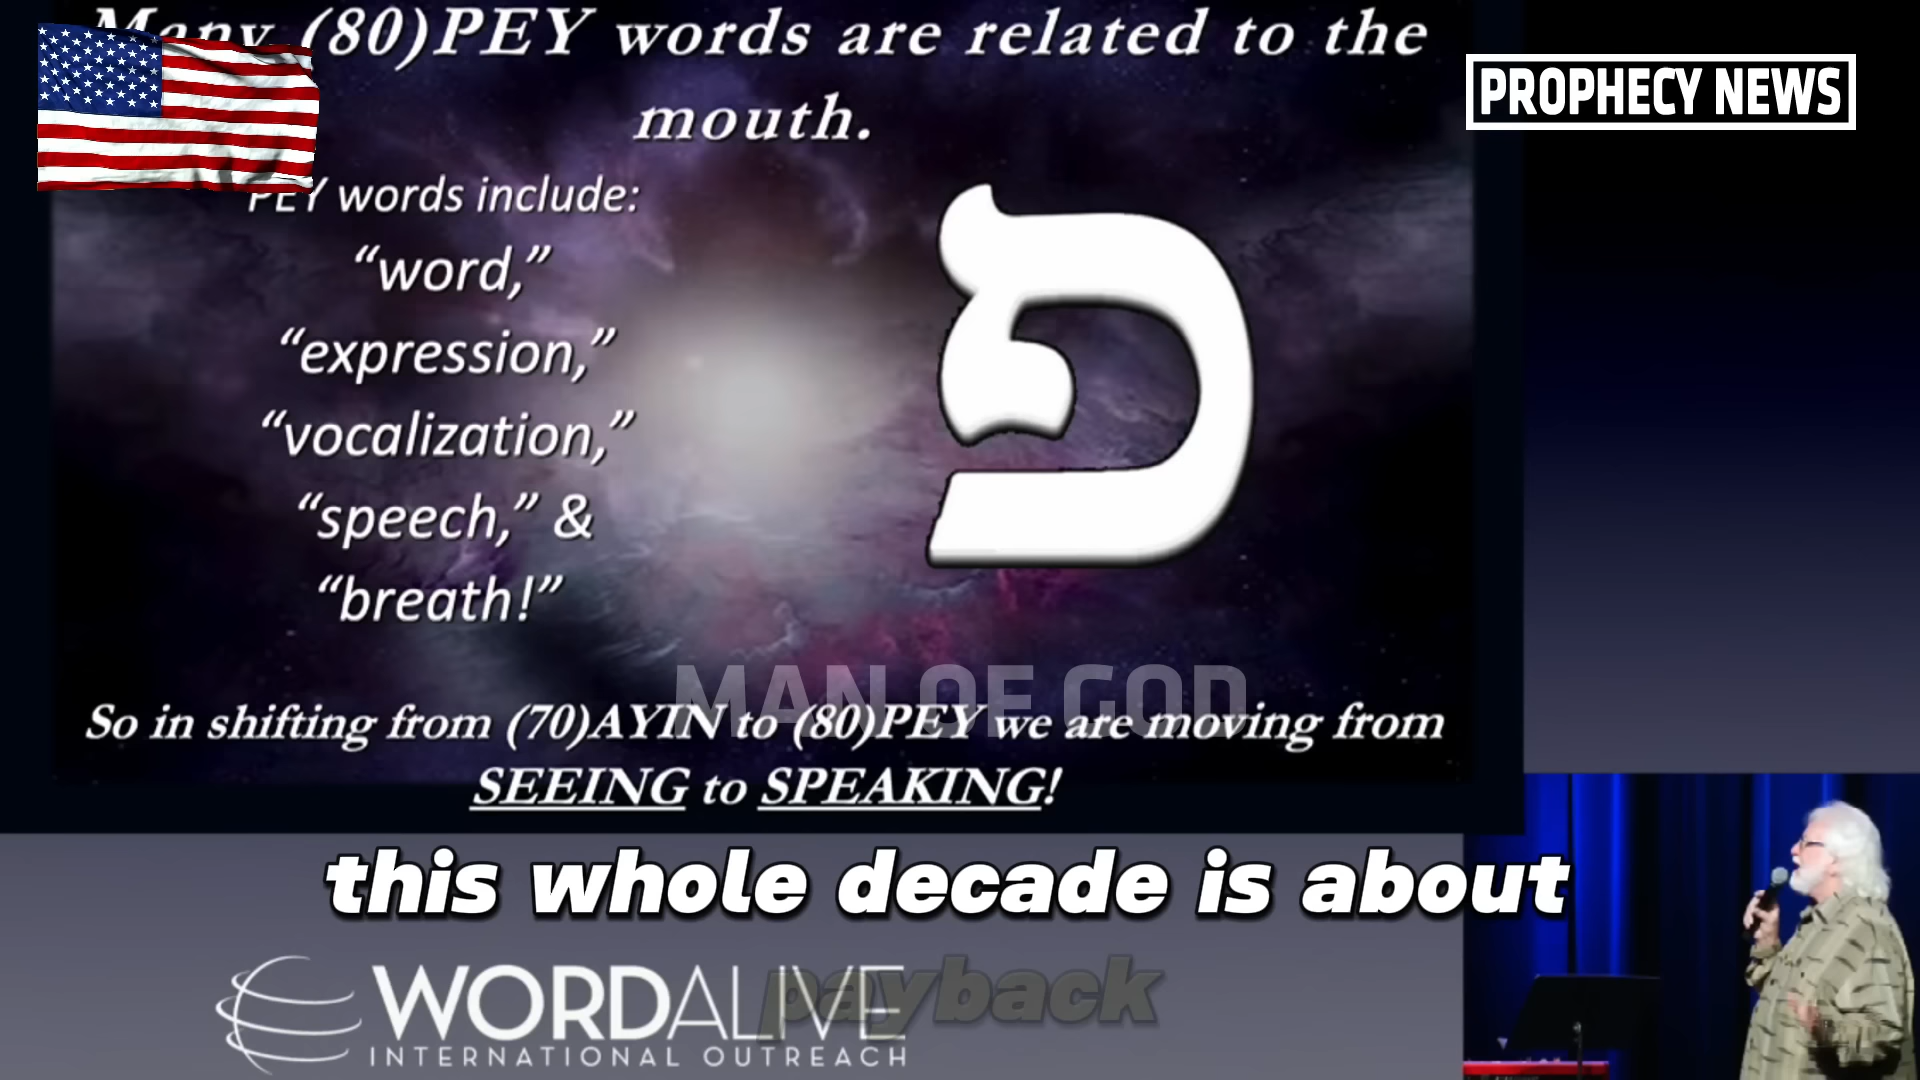 Many (80)PEY words are related to the
mouth.
PROPHECY NEWS
PEY words include:
“word,”
“expression,”
“vocalization,”
“speech,” &
“breath!”
פ
MAN OF GOD
So in shifting from (70)AYIN to (80)PEY we are moving from
SEEING to SPEAKING!
this whole decade is about
payback
WORDALIVE
INTERNATIONAL OUTREACH